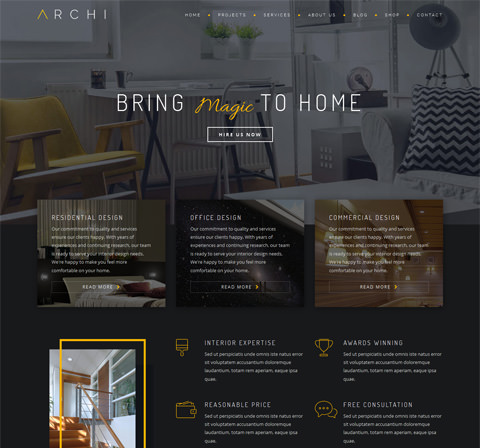 ARCHI
HOME PROJECTS SERVICES ABOUT US BLOG SHOP CONTACT
BRING Magic TO HOME
HIRE US NOW
RESIDENTIAL DESIGN
Our commitment to quality and services
ensure our clients happy. With years of
experiences and continuing research, our team
is ready to serve your interior design needs.
We're happy to make you feel more
comfortable on your home.
READ MORE
OFFICE DESIGN
Our commitment to quality and services
ensure our clients happy. With years of
experiences and continuing research, our team
is ready to serve your interior design needs.
We're happy to make you feel more
comfortable on your home.
READ MORE
COMMERCIAL DESIGN
Our commitment to quality and services
ensure our clients happy. With years of
experiences and continuing research, our team
is ready to serve your interior design needs.
We're happy to make you feel more
comfortable on your home.
READ MORE
INTERIOR EXPERTISE
Sed ut perspiciatis unde omnis iste natus error
sit voluptatem accusantium doloremque
laudantium, totam rem aperiam, eaque ipsa
quae.
AWARDS WINNING
Sed ut perspiciatis unde omnis iste natus error
sit voluptatem accusantium doloremque
laudantium, totam rem aperiam, eaque ipsa
quae.
REASONABLE PRICE
Sed ut perspiciatis unde omnis iste natus error
sit voluptatem accusantium doloremque
laudantium, totam rem aperiam, eaque ipsa
quae.
FREE CONSULTATION
Sed ut perspiciatis unde omnis iste natus error
sit voluptatem accusantium doloremque
laudantium, totam rem aperiam, eaque ipsa
quae.